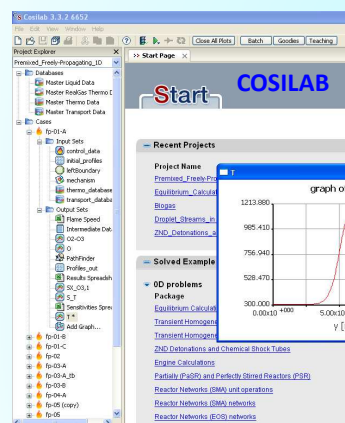 Cosilab 3.3.2 6652
File Edit View Window Help
Close All Plots Batch Goodies Teaching
Project Explorer
Premixed_Freely-Propagating_1D
>> Start Page
Databases
Master Liquid Data
Master RealGas Thermo D
Master Thermo Data
Master Transport Data
Cases
fp-01-A
Input Sets
control_data
initial_profiles
leftBoundary
mechanism
thermo_database
transport_databa
Output Sets
Flame Speed
Intermediate Data
O2-O3
O
PathFinder
Profiles_out
Results Spreadsh
SX_O3,1
S_T
Sensitivities Sprea
T *
Add Graph...
fp-01-B
fp-01-C
fp-02
fp-03-A
fp-03-A_tb
fp-03-B
fp-04-A
fp-05 (copy)
fp-05
Start
COSILAB
Recent Projects
Project Name
Premixed_Freely-Pro
Equilibrium_Calculat
Biogas
Droplet_Streams_in
ZND_Detonations_a
Solved Example
0D problems
Package
Equilibrium Calculati
Transient Homogene
Transient Homogene
ZND Detonations and Chemical Shock Tubes
Engine Calculations
Partially (PaSR) and Perfectly Stirred Reactors (PSR)
Reactor Networks (SMA) unit operations
Reactor Networks (SMA) networks
Reactor Networks (EOS) networks
T
graph of
1213.880
985.410
756.940
528.470
300.000
0.00x10 +000
5.00x10
y [